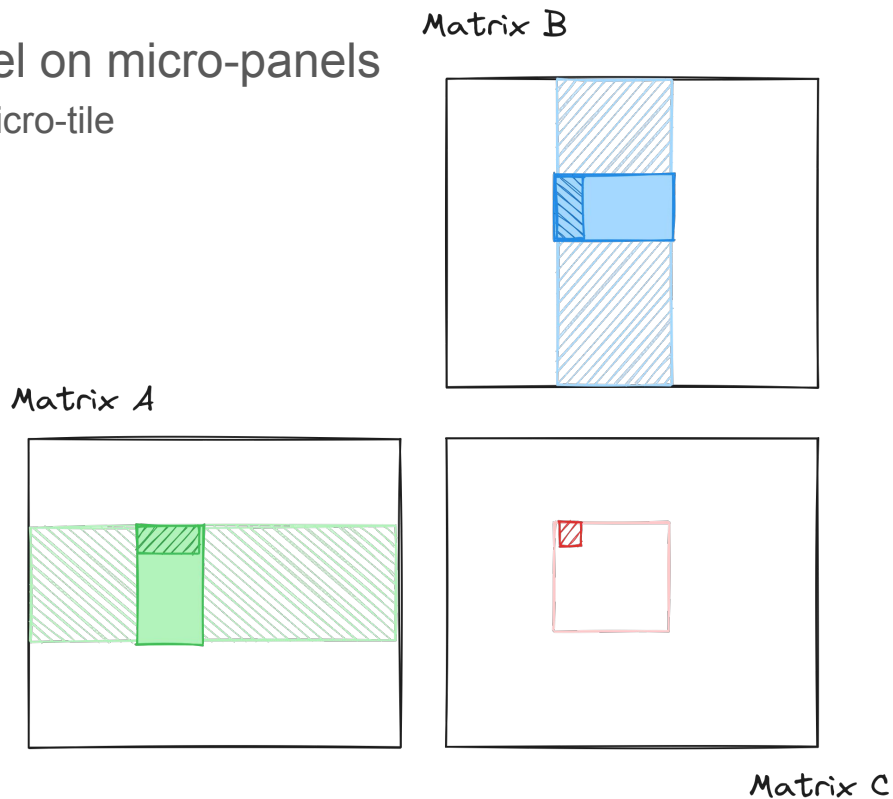 Matrix B
el on micro-panels
icro-tile
Matrix A
Matrix C